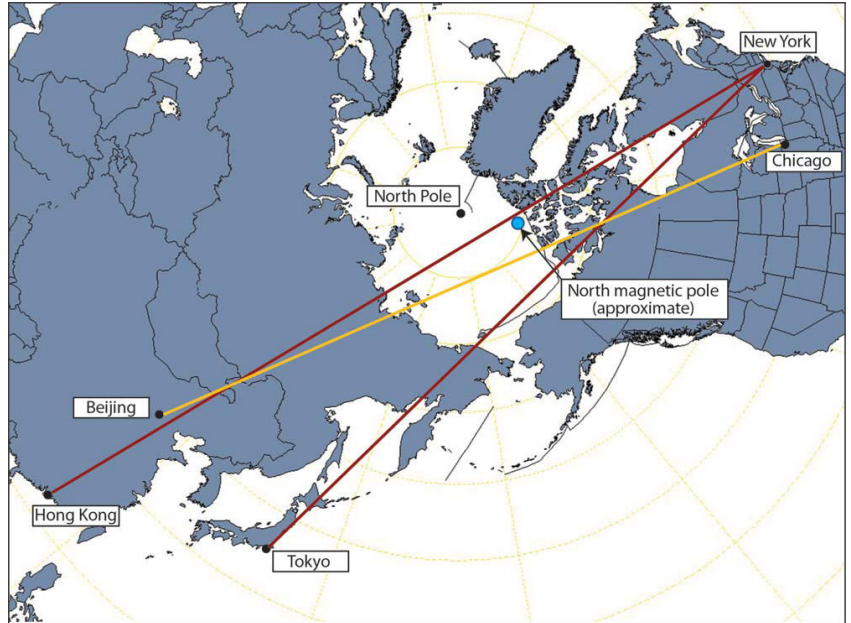 New York
Chicago
North Pole
North magnetic pole
(approximate)
Beijing
Hong Kong
Tokyo